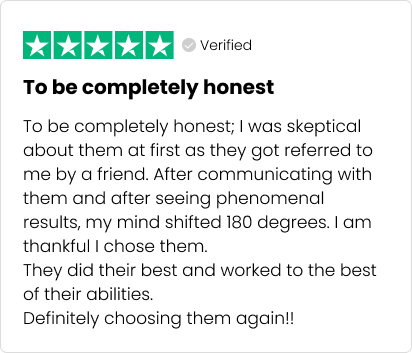 Verified
To be completely honest
To be completely honest; I was skeptical
about them at first as they got referred to
me by a friend. After communicating with
them and after seeing phenomenal
results, my mind shifted 180 degrees. I am
thankful I chose them.
They did their best and worked to the best
of their abilities.
Definitely choosing them again!!